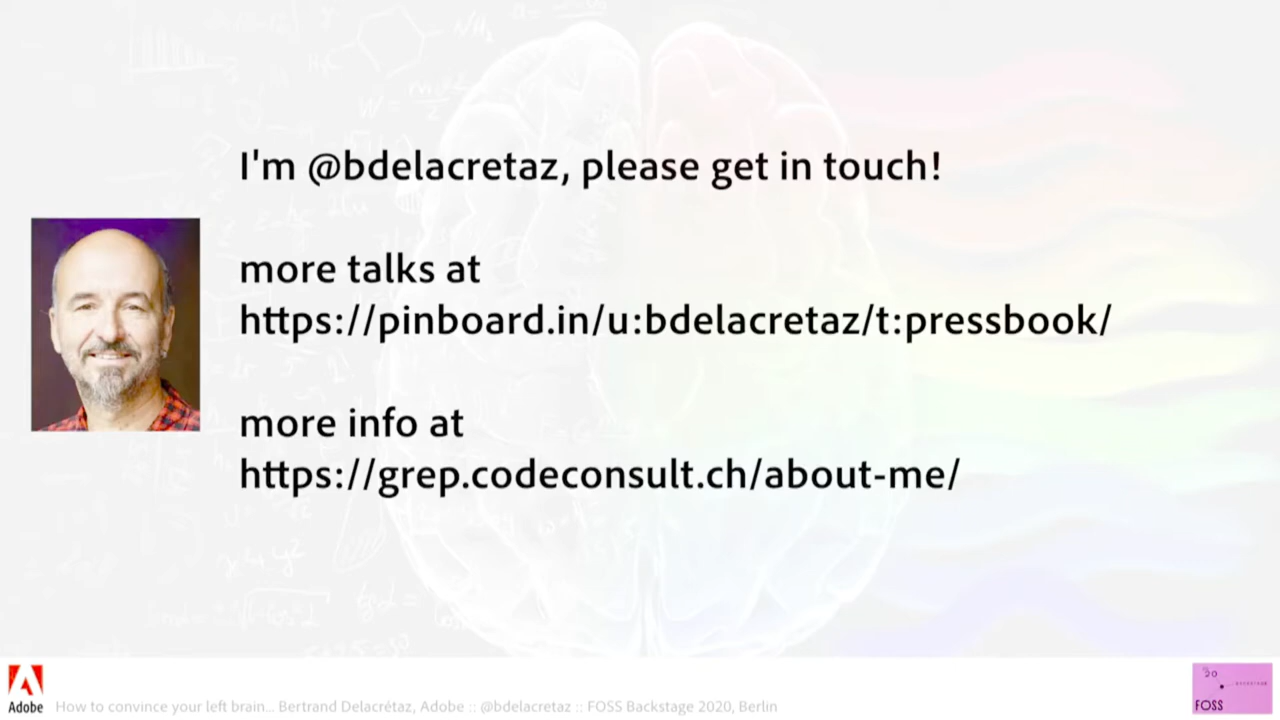 I'm @bdelacretaz, please get in touch!
more talks at
https://pinboard.in/u:bdelacretaz/t:pressbook/
more info at
https://grep.codeconsult.ch/about-me/
Adobe
How to convince your left brain... Bertrand Delacrétaz, Adobe :: @bdelacretaz :: FOSS Backstage 2020, Berlin
20
BACKSTAGE
FOSS